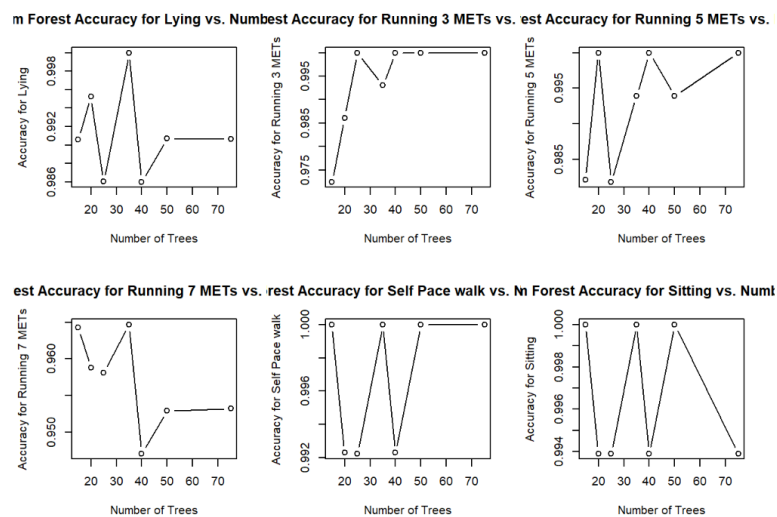 m Forest Accuracy for Lying vs. Numb
est Accuracy for Running 3 METs vs.
est Accuracy for Running 5 METs vs.
Accuracy for Lying
0.986 0.992 0.998
20 30 40 50 60 70
Number of Trees
Accuracy for Running 3 METs
0.975 0.985 0.995
20 30 40 50 60 70
Number of Trees
Accuracy for Running 5 METs
0.985 0.995
20 30 40 50 60 70
Number of Trees
est Accuracy for Running 7 METs vs.
orest Accuracy for Self Pace walk vs. N
m Forest Accuracy for Sitting vs. Numb
Accuracy for Running 7 METs
0.950 0.960
20 30 40 50 60 70
Number of Trees
Accuracy for Self Pace walk
0.992 0.996 1.000
20 30 40 50 60 70
Number of Trees
Accuracy for Sitting
0.994 0.996 0.998 1.000
20 30 40 50 60 70
Number of Trees